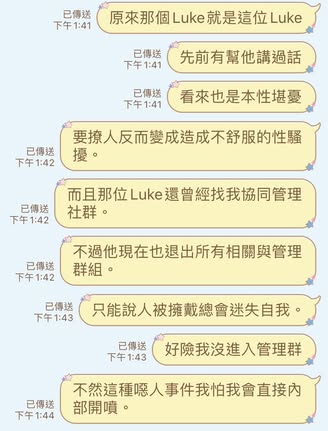 原來那個Luke就是這位Luke
已傳送
下午1:41
先前有幫他講過話
已傳送
下午1:41
看來也是本性堪憂
已傳送
下午1:41
要撩人反而變成造成不舒服的性騷
擾。
已傳送
下午1:42
而且那位Luke還曾經找我協同管理
社群。
已傳送
下午1:42
不過他現在也退出所有相關與管理
群組。
已傳送
下午1:42
只能說人被擁戴總會迷失自我。
已傳送
下午1:43
好險我沒進入管理群
已傳送
下午1:43
不然這種噁人事件我怕我會直接內
部開噴。
已傳送
下午1:44